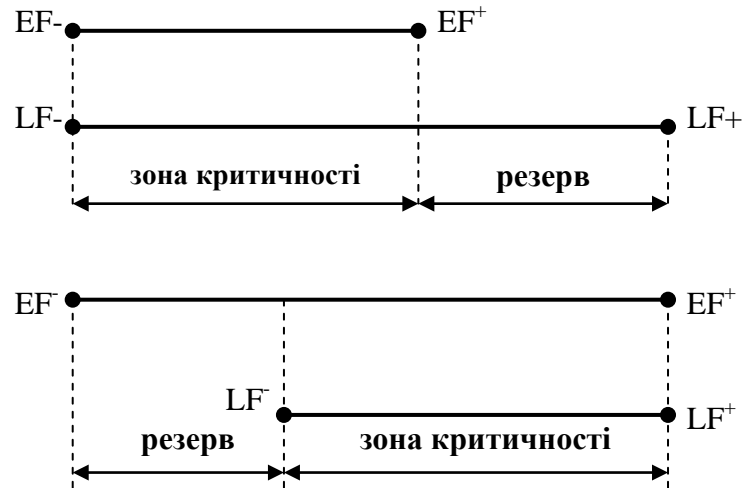 EF- EF⁺
LF- LF+
зона критичності резерв
EF⁻ EF⁺
LF⁻ LF⁺
резерв зона критичності